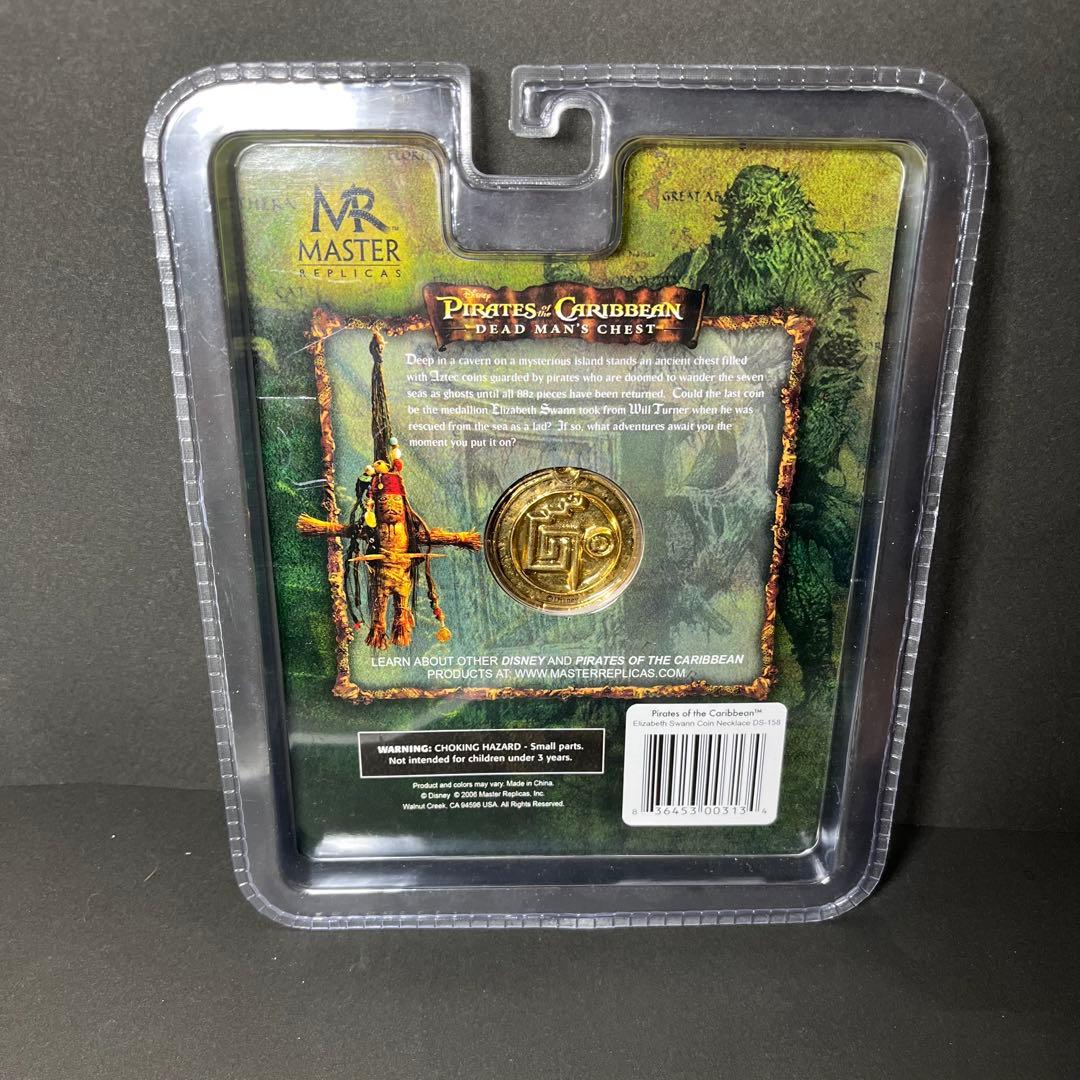 MR™
MASTER
REPLICAS
GREAT AB
Disney
PIRATES of the CARIBBEAN
DEAD MAN'S CHEST
Deep in a cavern on a mysterious island stands an ancient chest filled
with Aztec coins guarded by pirates who are doomed to wander the seven
seas as ghosts until all 882 pieces have been returned. Could the last coin
be the medallion Elizabeth Swann took from Will Turner when he was
rescued from the sea as a lad? If so, what adventures await you the
moment you put it on?
©Disney
LEARN ABOUT OTHER DISNEY AND PIRATES OF THE CARIBBEAN
PRODUCTS AT: WWW.MASTERREPLICAS.COM
WARNING: CHOKING HAZARD - Small parts.
Not intended for children under 3 years.
Product and colors may vary. Made in China.
© Disney © 2006 Master Replicas, Inc.
Walnut Creek, CA 94596 USA. All Rights Reserved.
Pirates of the Caribbean™
Elizabeth Swann Coin Necklace DS-158
8 36453 00313 4